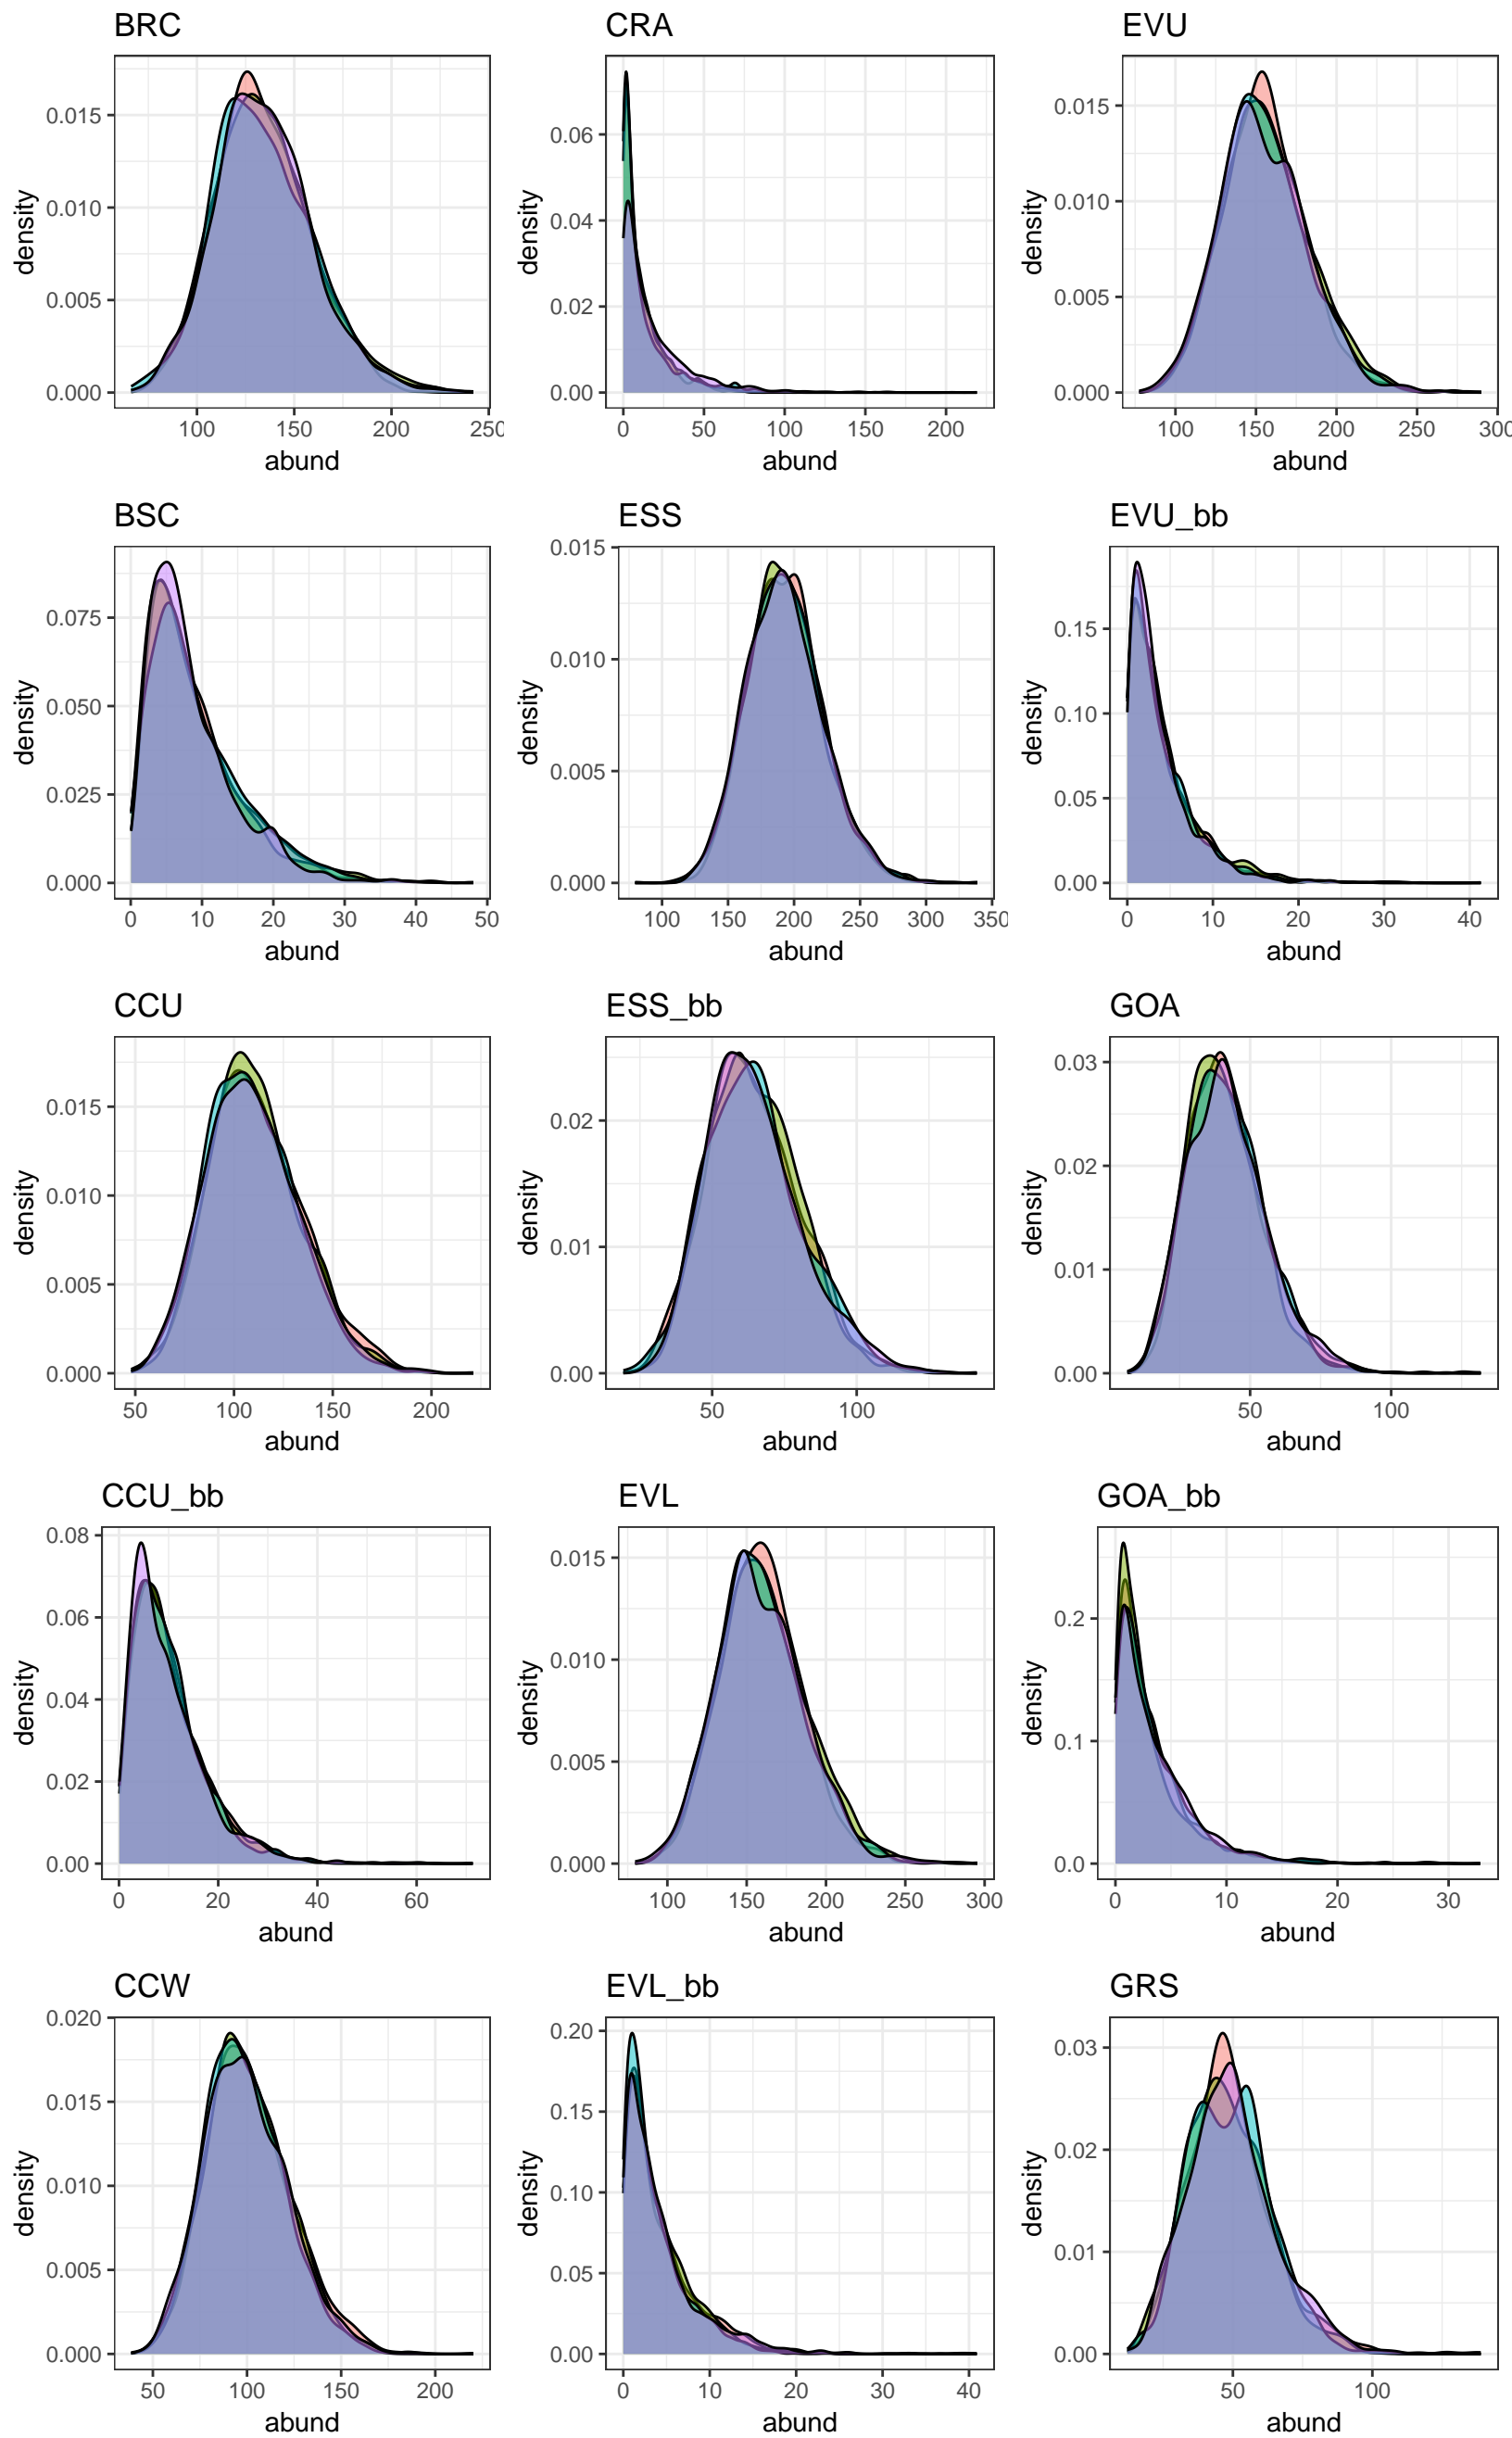 BRC
density
0.015
0.010
0.005
0.000
100 150 200 250
abund
CRA
density
0.06
0.04
0.02
0.00
0 50 100 150 200
abund
EVU
density
0.015
0.010
0.005
0.000
100 150 200 250 300
abund
BSC
density
0.075
0.050
0.025
0.000
0 10 20 30 40 50
abund
ESS
density
0.015
0.010
0.005
0.000
100 150 200 250 300 350
abund
EVU_bb
density
0.15
0.10
0.05
0.00
0 10 20 30 40
abund
CCU
density
0.015
0.010
0.005
0.000
50 100 150 200
abund
ESS_bb
density
0.02
0.01
0.00
50 100
abund
GOA
density
0.03
0.02
0.01
0.00
50 100
abund
CCU_bb
density
0.08
0.06
0.04
0.02
0.00
0 20 40 60
abund
EVL
density
0.015
0.010
0.005
0.000
100 150 200 250 300
abund
GOA_bb
density
0.2
0.1
0.0
0 10 20 30
abund
CCW
density
0.020
0.015
0.010
0.005
0.000
50 100 150 200
abund
EVL_bb
density
0.20
0.15
0.10
0.05
0.00
0 10 20 30 40
abund
GRS
density
0.03
0.02
0.01
0.00
50 100
abund